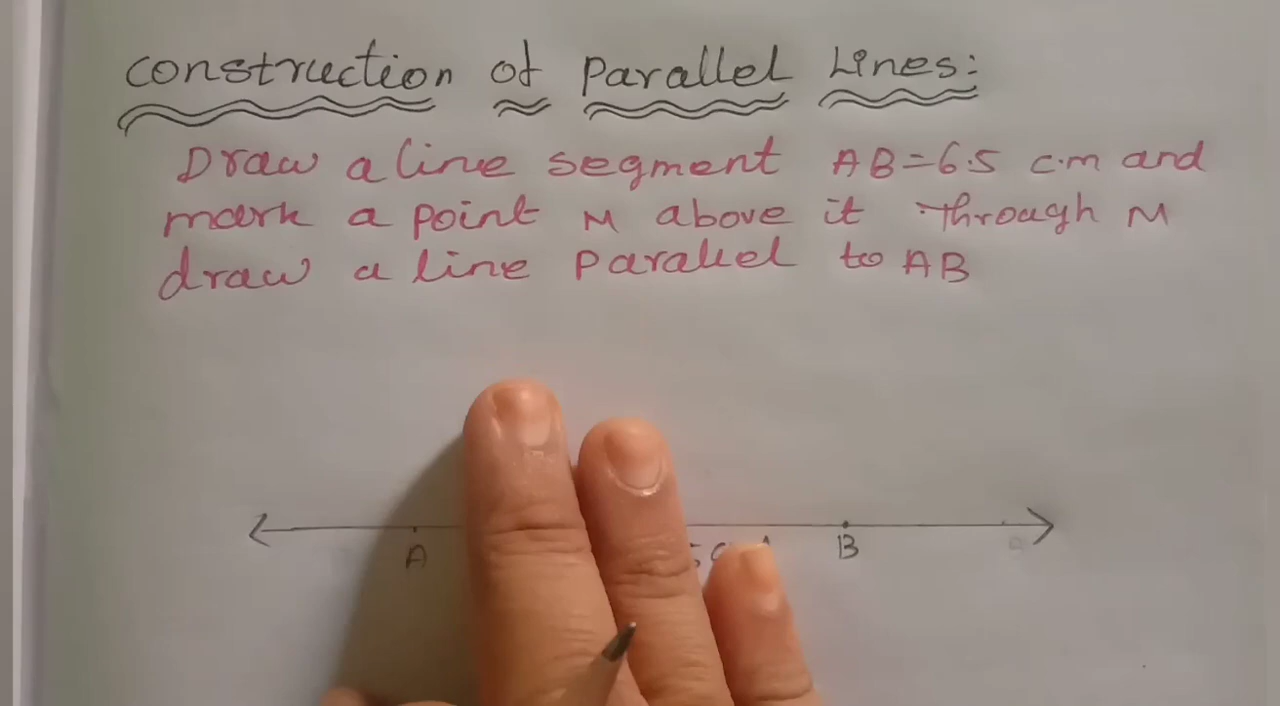 Construction of Parallel Lines:
Draw a line segment AB=6.5 c.m and
mark a point M above it Through M
draw a line Parallel to AB
A
B